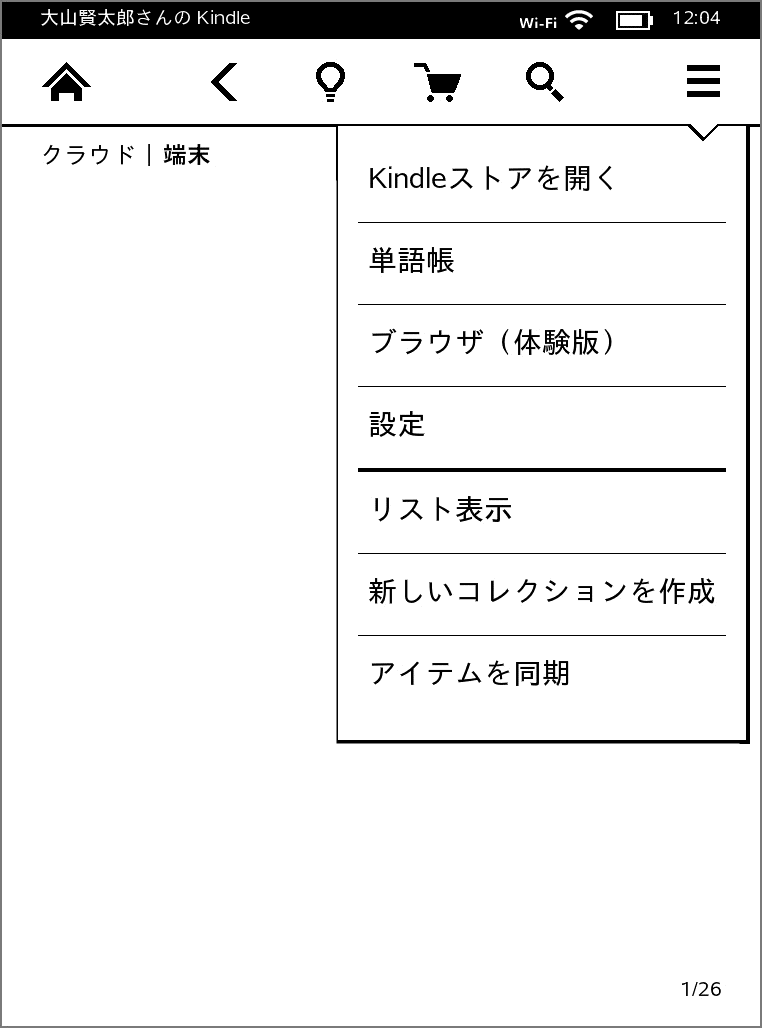 大山賢太郎さんの Kindle Wi-Fi 12:04
クラウド | 端末
Kindleストアを開く
単語帳
ブラウザ（体験版）
設定
リスト表示
新しいコレクションを作成
アイテムを同期
1/26